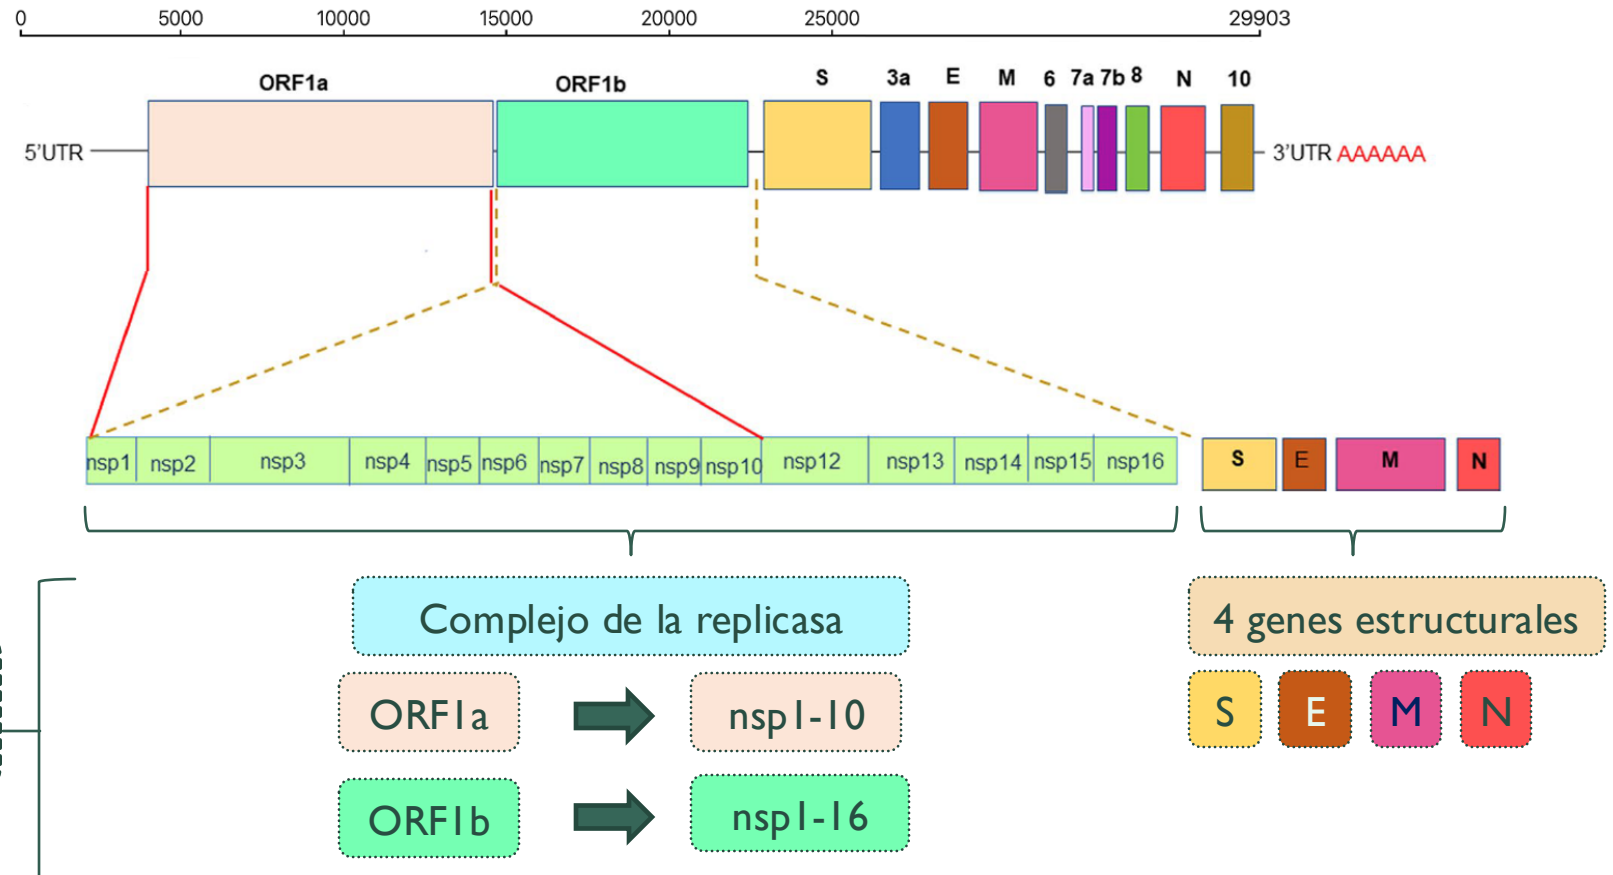 0 5000 10000 15000 20000 25000 29903
ORF1a ORF1b S 3a E M 6 7a 7b 8 N 10
5'UTR 3'UTR AAAAAA
nsp1 nsp2 nsp3 nsp4 nsp5 nsp6 nsp7 nsp8 nsp9 nsp10 nsp12 nsp13 nsp14 nsp15 nsp16 S E M N
Complejo de la replicasa
4 genes estructurales
ORF1a nsp1-10
S E M N
ORF1b nsp1-16